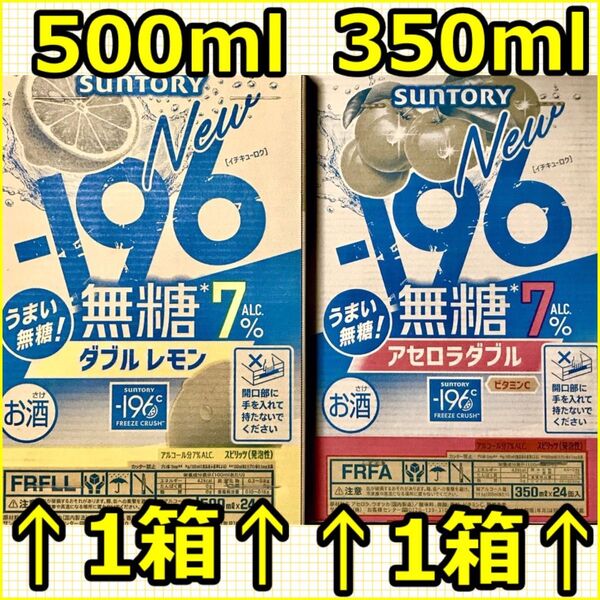 500ml
SUNTORY
New
-196
[イチキューロク]
うまい無糖!
無糖* 7 ALC. %
ダブルレモン
お酒
さけ
SUNTORY
-196℃
FREEZE CRUSH™
開口部に
手を入れて
持たないで
ください
アルコール分7%ALC. スピリッツ(発泡性)
FRFLL
↑1箱↑
350ml
SUNTORY
New
-196
[イチキューロク]
うまい無糖!
無糖* 7 ALC. %
アセロラダブル
ビタミンC
お酒
さけ
SUNTORY
-196℃
FREEZE CRUSH™
開口部に
手を入れて
持たないで
ください
アルコール分7%ALC. スピリッツ(発泡性)
FRFA
注意
350ml×24缶入
↑1箱↑